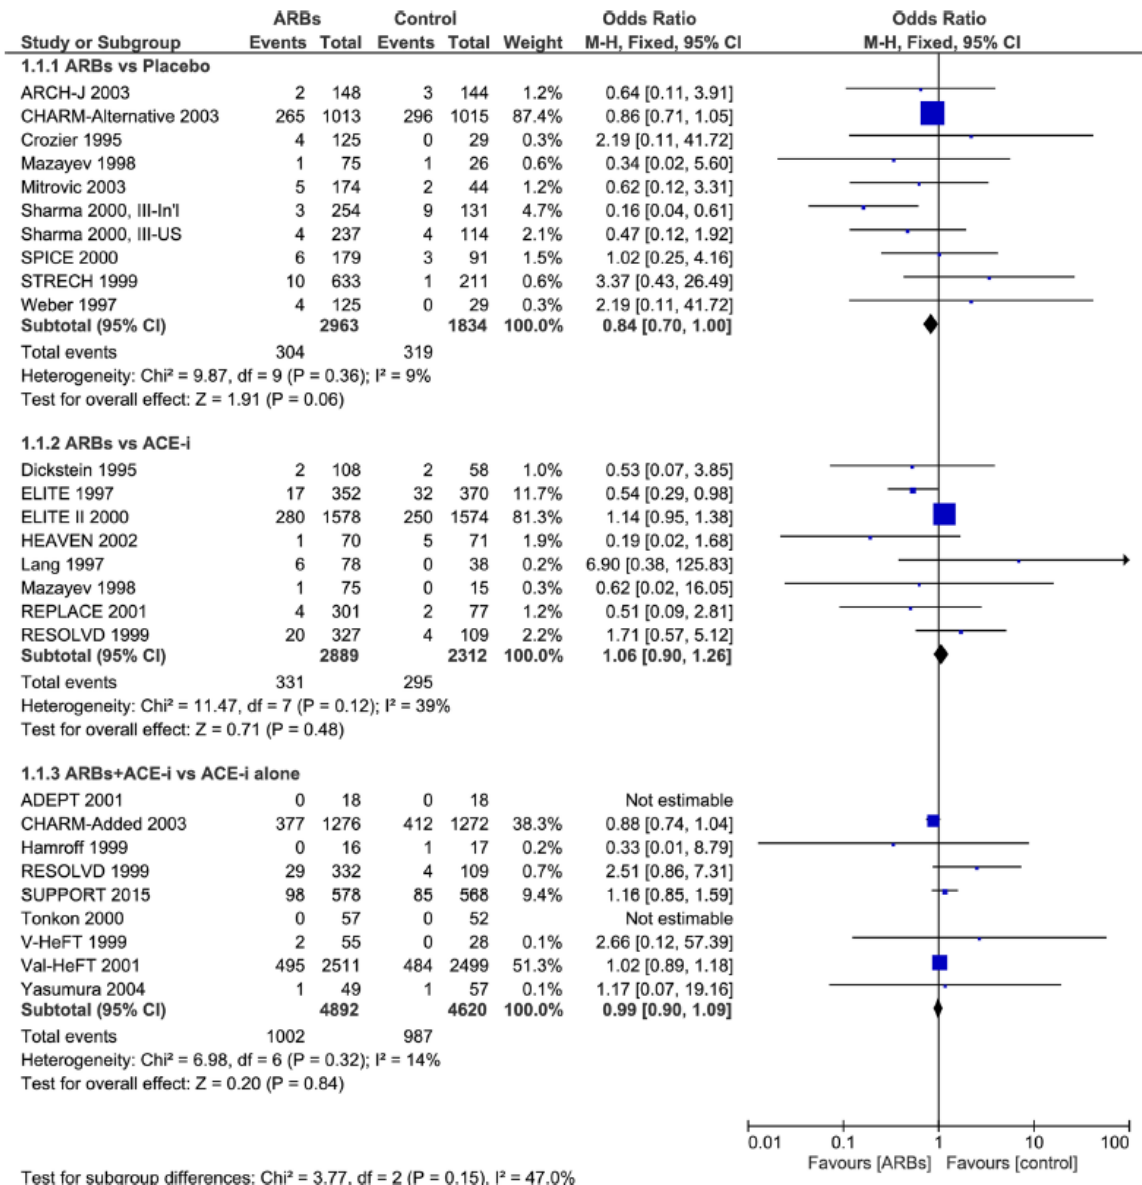 ARBs Control Odds Ratio Odds Ratio
Study or Subgroup Events Total Events Total Weight M-H, Fixed, 95% CI M-H, Fixed, 95% CI
1.1.1 ARBs vs Placebo
ARCH-J 2003 2 148 3 144 1.2% 0.64 [0.11, 3.91]
CHARM-Alternative 2003 265 1013 296 1015 87.4% 0.86 [0.71, 1.05]
Crozier 1995 4 125 0 29 0.3% 2.19 [0.11, 41.72]
Mazayev 1998 1 75 1 26 0.6% 0.34 [0.02, 5.60]
Mitrovic 2003 5 174 2 44 1.2% 0.62 [0.12, 3.31]
Sharma 2000, III-In'l 3 254 9 131 4.7% 0.16 [0.04, 0.61]
Sharma 2000, III-US 4 237 4 114 2.1% 0.47 [0.12, 1.92]
SPICE 2000 6 179 3 91 1.5% 1.02 [0.25, 4.16]
STRECH 1999 10 633 1 211 0.6% 3.37 [0.43, 26.49]
Weber 1997 4 125 0 29 0.3% 2.19 [0.11, 41.72]
Subtotal (95% CI) 2963 1834 100.0% 0.84 [0.70, 1.00]
Total events 304 319
Heterogeneity: Chi² = 9.87, df = 9 (P = 0.36); I² = 9%
Test for overall effect: Z = 1.91 (P = 0.06)
1.1.2 ARBs vs ACE-i
Dickstein 1995 2 108 2 58 1.0% 0.53 [0.07, 3.85]
ELITE 1997 17 352 32 370 11.7% 0.54 [0.29, 0.98]
ELITE II 2000 280 1578 250 1574 81.3% 1.14 [0.95, 1.38]
HEAVEN 2002 1 70 5 71 1.9% 0.19 [0.02, 1.68]
Lang 1997 6 78 0 38 0.2% 6.90 [0.38, 125.83]
Mazayev 1998 1 75 0 15 0.3% 0.62 [0.02, 16.05]
REPLACE 2001 4 301 2 77 1.2% 0.51 [0.09, 2.81]
RESOLVD 1999 20 327 4 109 2.2% 1.71 [0.57, 5.12]
Subtotal (95% CI) 2889 2312 100.0% 1.06 [0.90, 1.26]
Total events 331 295
Heterogeneity: Chi² = 11.47, df = 7 (P = 0.12); I² = 39%
Test for overall effect: Z = 0.71 (P = 0.48)
1.1.3 ARBs+ACE-i vs ACE-i alone
ADEPT 2001 0 18 0 18 Not estimable
CHARM-Added 2003 377 1276 412 1272 38.3% 0.88 [0.74, 1.04]
Hamroff 1999 0 16 1 17 0.2% 0.33 [0.01, 8.79]
RESOLVD 1999 29 332 4 109 0.7% 2.51 [0.86, 7.31]
SUPPORT 2015 98 578 85 568 9.4% 1.16 [0.85, 1.59]
Tonkon 2000 0 57 0 52 Not estimable
V-HeFT 1999 2 55 0 28 0.1% 2.66 [0.12, 57.39]
Val-HeFT 2001 495 2511 484 2499 51.3% 1.02 [0.89, 1.18]
Yasumura 2004 1 49 1 57 0.1% 1.17 [0.07, 19.16]
Subtotal (95% CI) 4892 4620 100.0% 0.99 [0.90, 1.09]
Total events 1002 987
Heterogeneity: Chi² = 6.98, df = 6 (P = 0.32); I² = 14%
Test for overall effect: Z = 0.20 (P = 0.84)
0.01 0.1 1 10 100
Favours [ARBs] Favours [control]
Test for subgroup differences: Chi² = 3.77, df = 2 (P = 0.15), I² = 47.0%